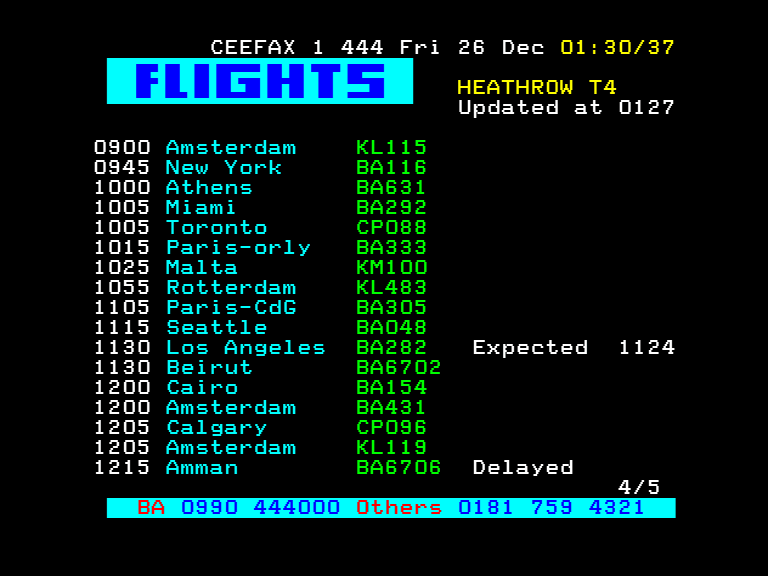 CEEFAX 1 444 Fri 26 Dec 01:30/37
FLIGHTS
HEATHROW T4
Updated at 0127
0900 Amsterdam KL115
0945 New York BA116
1000 Athens BA631
1005 Miami BA292
1005 Toronto CP088
1015 Paris-orly BA333
1025 Malta KM100
1055 Rotterdam KL483
1105 Paris-CdG BA305
1115 Seattle BA048
1130 Los Angeles BA282 Expected 1124
1130 Beirut BA6702
1200 Cairo BA154
1200 Amsterdam BA431
1205 Calgary CP096
1205 Amsterdam KL119
1215 Amman BA6706 Delayed
4/5
BA 0990 444000 Others 0181 759 4321